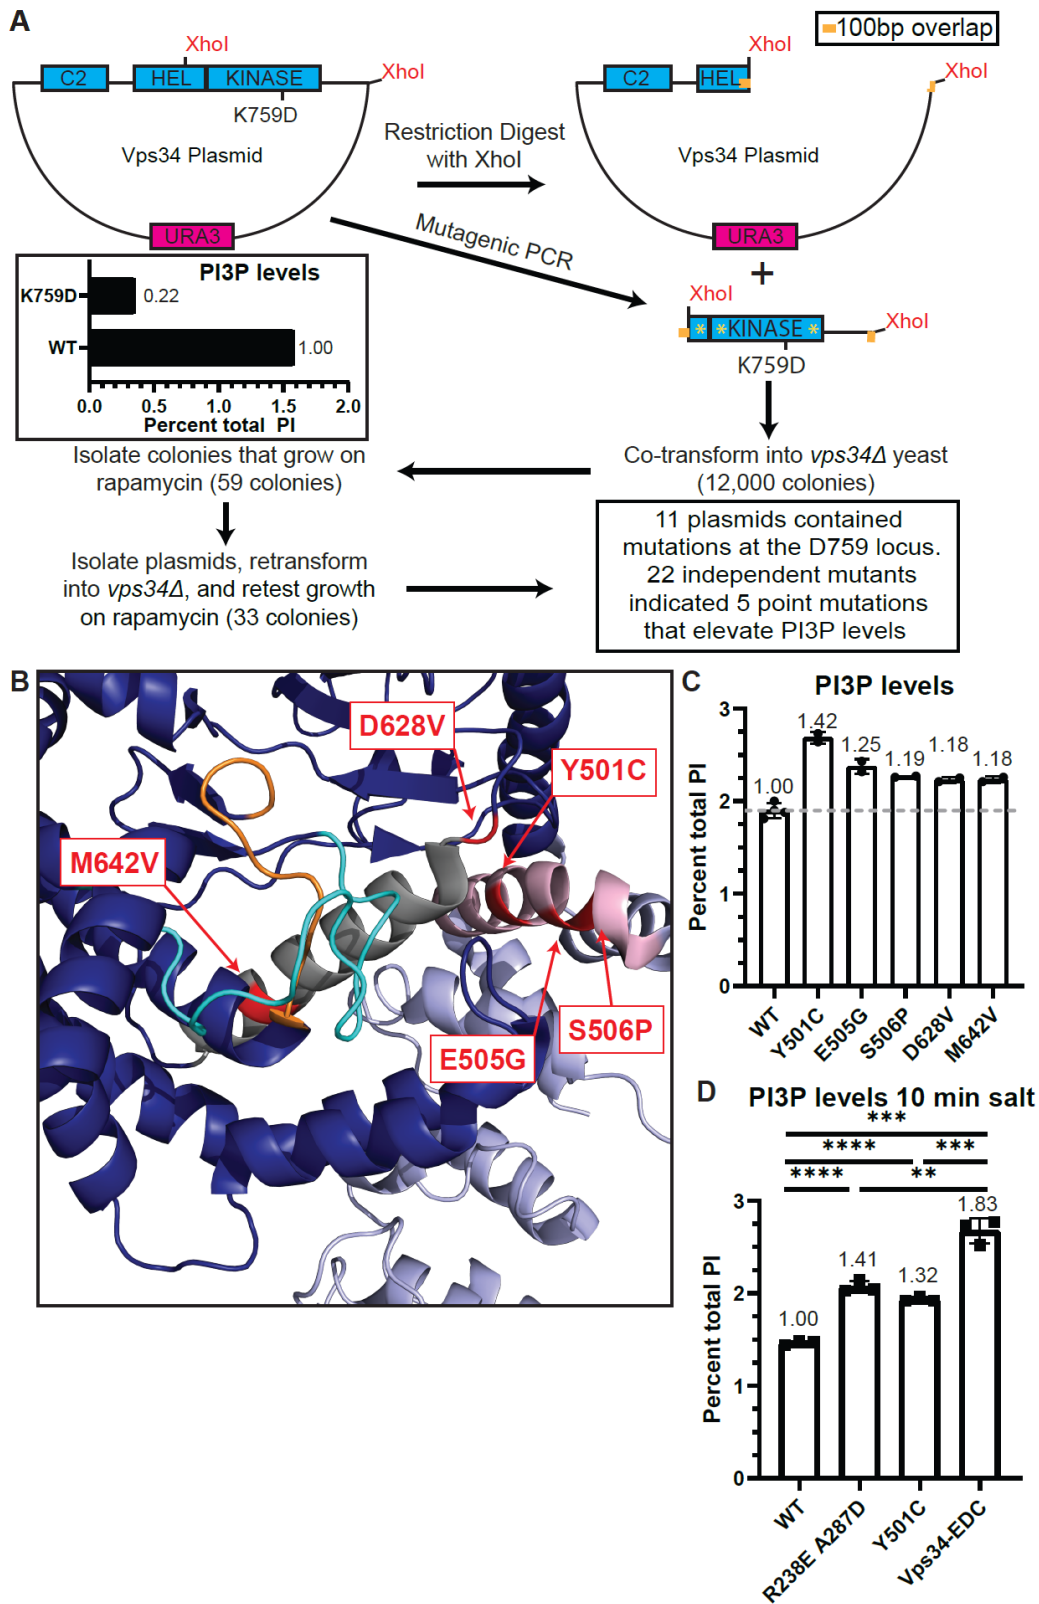 A
XhoI
XhoI
C2
HEL
KINASE
K759D
Vps34 Plasmid
URA3
Restriction Digest
with XhoI
Mutagenic PCR
100bp overlap
XhoI
XhoI
C2
HEL
Vps34 Plasmid
URA3
+
XhoI
XhoI
* *KINASE *
K759D
PI3P levels
K759D
0.22
WT
1.00
0.0 0.5 1.0 1.5 2.0
Percent total PI
Co-transform into vps34Δ yeast
(12,000 colonies)
Isolate colonies that grow on
rapamycin (59 colonies)
Isolate plasmids, retransform
into vps34Δ, and retest growth
on rapamycin (33 colonies)
11 plasmids contained
mutations at the D759 locus.
22 independent mutants
indicated 5 point mutations
that elevate PI3P levels
B
D628V
Y501C
M642V
S506P
E505G
C
PI3P levels
Percent total PI
3
2
1
0
1.00
1.42
1.25
1.19
1.18
1.18
WT
Y501C
E505G
S506P
D628V
M642V
D
PI3P levels 10 min salt
***
**** ***
**** **
Percent total PI
3
2
1
0
1.00
1.41
1.32
1.83
WT
R238E A287D
Y501C
Vps34-EDC